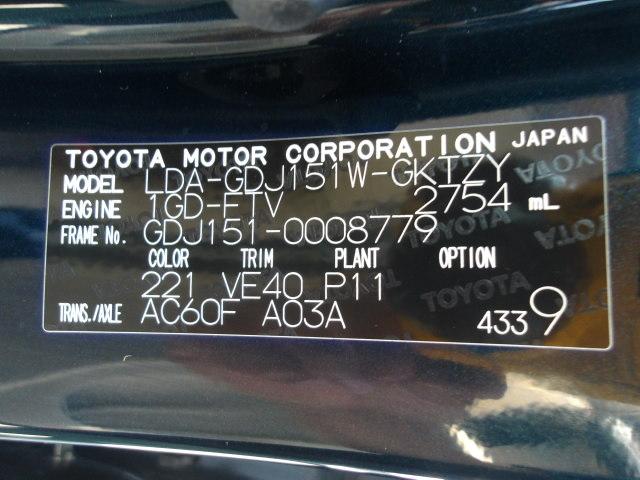 TOYOTA MOTOR CORPORATION JAPAN
MODEL LDA-GDJ151W-GKTZY
ENGINE 1GD-FTV 2754 mL
FRAME No. GDJ151-0008779
COLOR TRIM PLANT OPTION
221 VE40 P11
TRANS./AXLE AC60F A03A 4339